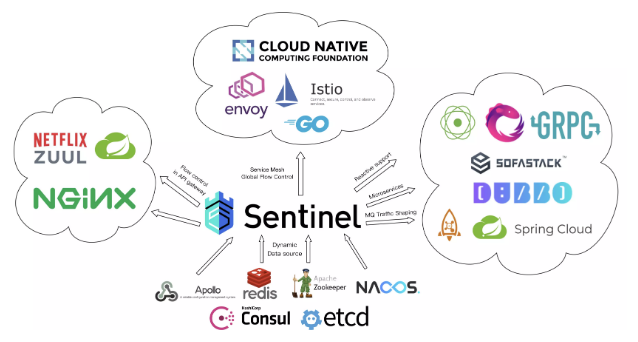 CLOUD NATIVE
COMPUTING FOUNDATION
envoy
Istio
GO
NETFLIX
ZUUL
NGiNX
GRPC
SOFASTACK™
DUBBO
Spring Cloud
Flow control
in API gateway
Service Mesh
Global Flow Control
Reactive support
Microservices
MQ Traffic Shaping
Sentinel
Dynamic
Data source
Apollo
redis
Apache
Zookeeper
NACOS.
HashiCorp
Consul
etcd